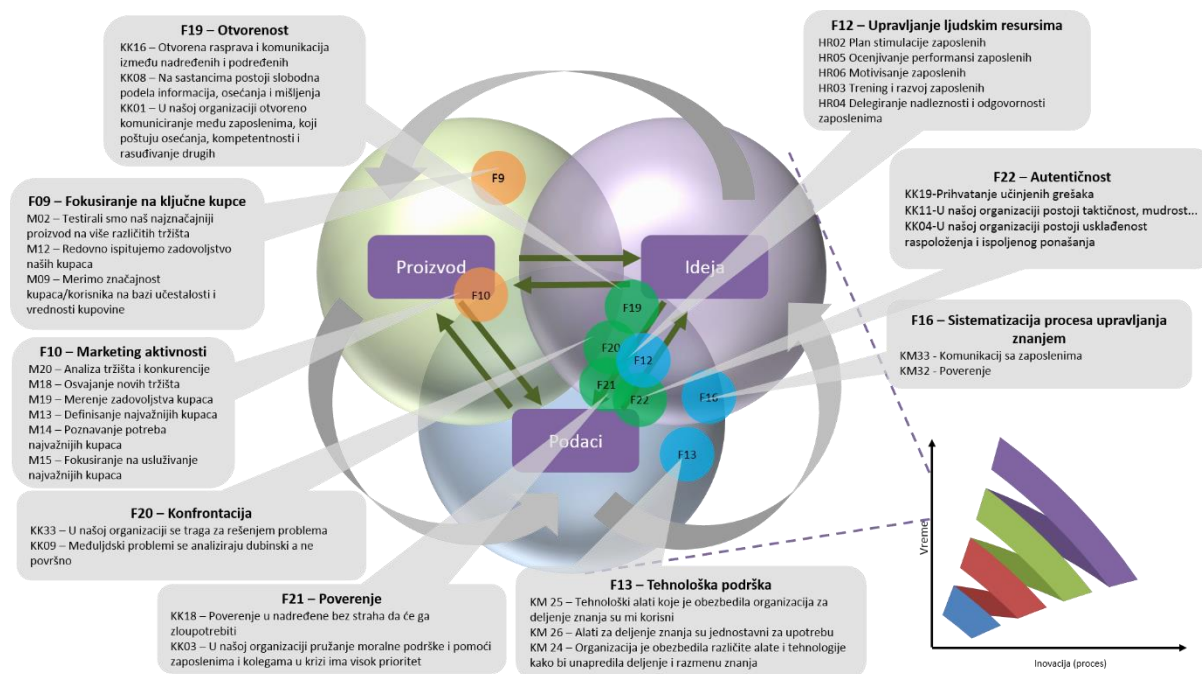 F19 – Otvorenost
KK16 – Otvorena rasprava i komunikacija
između nadređenih i podređenih
KK08 – Na sastancima postoji slobodna
podela informacija, osećanja i mišljenja
KK01 – U našoj organizaciji otvoreno
komuniciranje među zaposlenima, koji
poštuju osećanja, kompetentnosti i
rasuđivanje drugih
F12 – Upravljanje ljudskim resursima
HR02 Plan stimulacije zaposlenih
HR05 Ocenjivanje performansi zaposlenih
HR06 Motivisanje zaposlenih
HR03 Trening i razvoj zaposlenih
HR04 Delegiranje nadleznosti i odgovornosti
zaposlenima
F09 – Fokusiranje na ključne kupce
M02 – Testirali smo naš najznačajniji
proizvod na više različitih tržišta
M12 – Redovno ispitujemo zadovoljstvo
naših kupaca
M09 – Merimo značajnost
kupaca/korisnika na bazi učestalosti i
vrednosti kupovine
F22 – Autentičnost
KK19-Prihvatanje učinjenih grešaka
KK11-U našoj organizaciji postoji taktičnost, mudrost...
KK04-U našoj organizaciji postoji usklađenost
raspoloženja i ispoljenog ponašanja
F9
Proizvod
Ideja
F10
F19
F20
F12
F21
F22
F16
Podaci
F13
F16 – Sistematizacija procesa upravljanja
znanjem
KM33 - Komunikacij sa zaposlenima
KM32 - Poverenje
F10 – Marketing aktivnosti
M20 – Analiza tržišta i konkurencije
M18 – Osvajanje novih tržišta
M19 – Merenje zadovoljstva kupaca
M13 – Definisanje najvažnijih kupaca
M14 – Poznavanje potreba
najvažnijih kupaca
M15 – Fokusiranje na usluživanje
najvažnijih kupaca
F20 – Konfrontacija
KK33 – U našoj organizaciji se traga za rešenjem problema
KK09 – Međuljdski problemi se analiziraju dubinski a ne
površno
F21 – Poverenje
KK18 – Poverenje u nadređene bez straha da će ga
zloupotrebiti
KK03 – U našoj organizaciji pružanje moralne podrške i pomoći
zaposlenima i kolegama u krizi ima visok prioritet
F13 – Tehnološka podrška
KM 25 – Tehnološki alati koje je obezbedila organizacija za
deljenje znanja su mi korisni
KM 26 – Alati za deljenje znanja su jednostavni za upotrebu
KM 24 – Organizacija je obezbedila različite alate i tehnologije
kako bi unapredila deljenje i razmenu znanja
Vreme
Inovacija (proces)